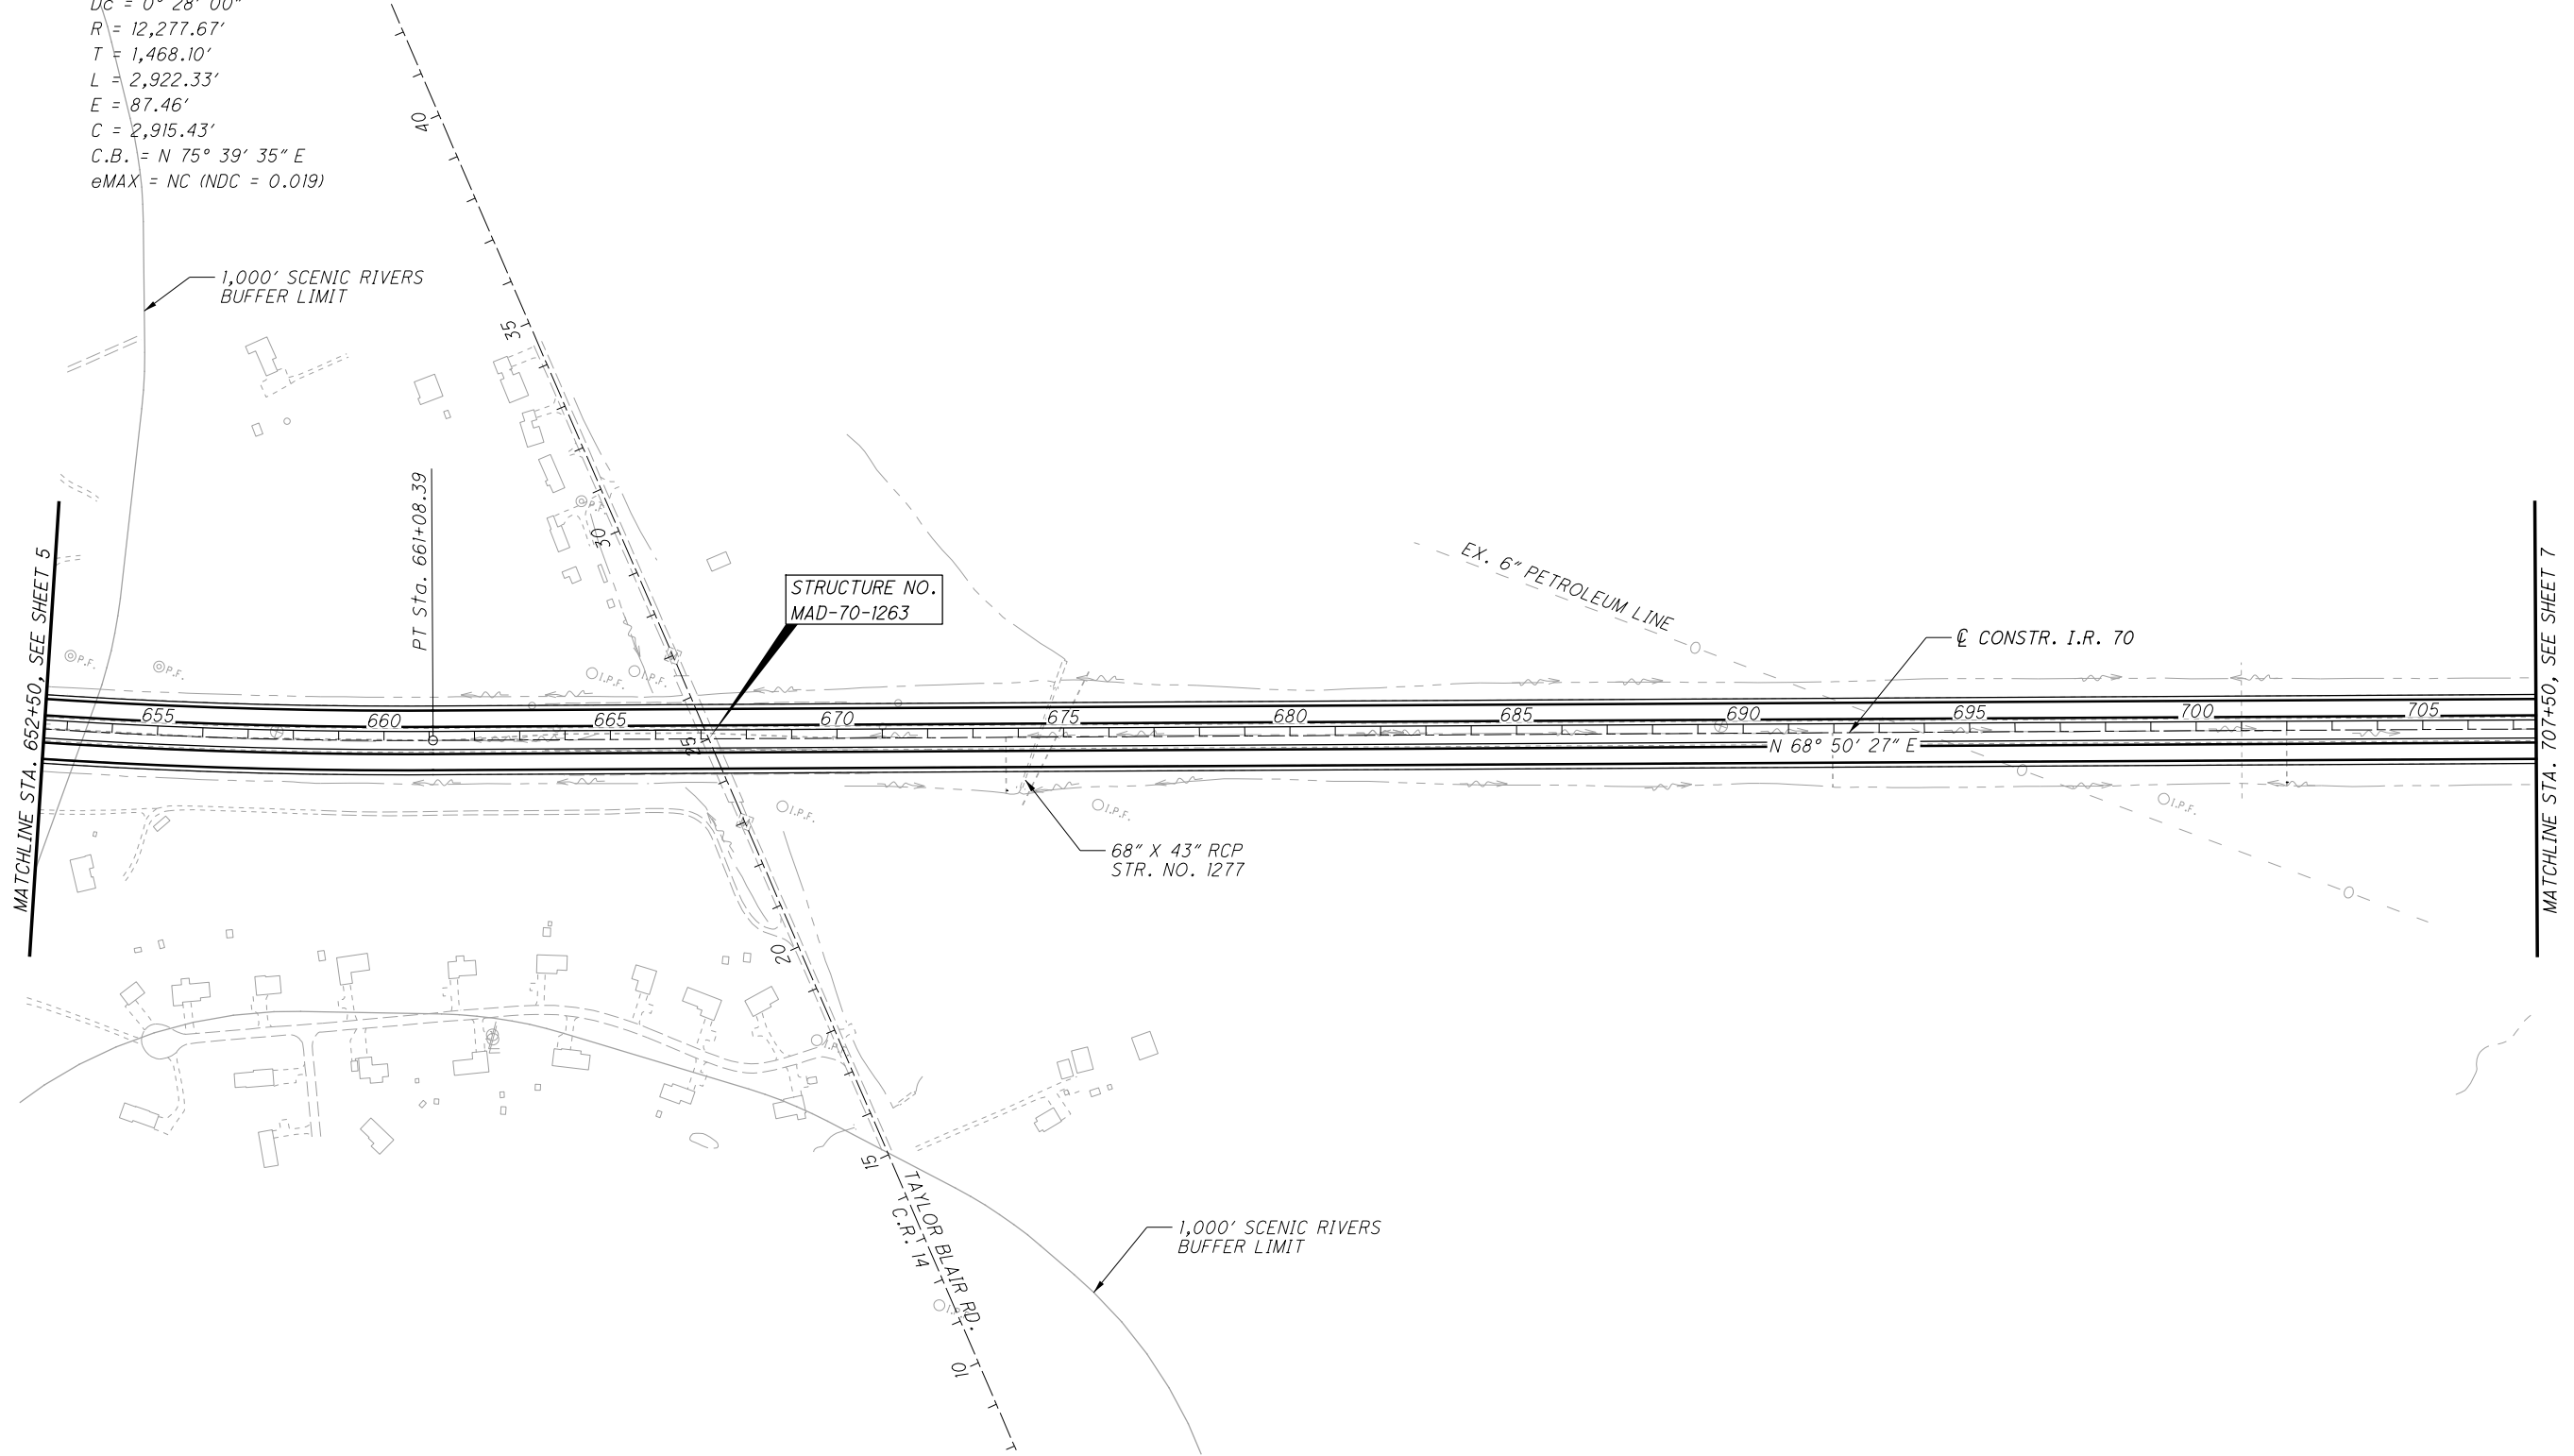 Dc = 0° 28' 00"
R = 12,277.67'
T = 1,468.10'
L = 2,922.33'
E = 87.46'
C = 2,915.43'
C.B. = N 75° 39' 35" E
eMAX = NC (NDC = 0.019)
40
1,000' SCENIC RIVERS
BUFFER LIMIT
35
P.F.
30
PT Sta. 661+08.39
EX. 6" PETROLEUM LINE
O
STRUCTURE NO.
MAD-70-1263
℄ CONSTR. I.R. 70
MATCHLINE STA. 652+50, SEE SHEET 5
MATCHLINE STA. 707+50, SEE SHEET 7
P.F.
P.F.
I.P.F.
I.P.F.
655
660
665
670
675
680
685
690
695
700
705
25
N 68° 50' 27" E
O
I.P.F.
I.P.F.
I.P.F.
68" X 43" RCP
STR. NO. 1277
O
20
I.P.F.
15
TAYLOR BLAIR RD.
C.R. 14
1,000' SCENIC RIVERS
BUFFER LIMIT
I.P.F.
10